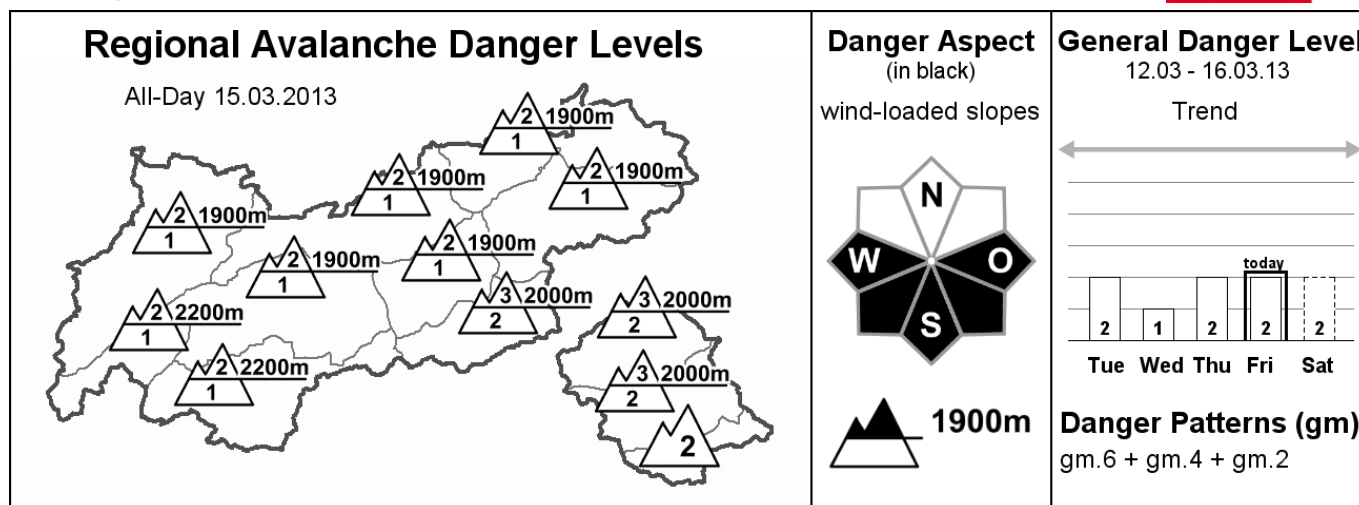 Regional Avalanche Danger Levels
All-Day 15.03.2013
2 1900m
1
2 1900m
1
2 1900m
1
2 1900m
1
2 1900m
1
2 1900m
1
3 2000m
2
3 2000m
2
2 2200m
1
2 2200m
1
3 2000m
2
2
Danger Aspect
(in black)
wind-loaded slopes
N
W O
S
1900m
General Danger Level
12.03 - 16.03.13
Trend
today
2 1 2 2 2
Tue Wed Thu Fri Sat
Danger Patterns (gm)
gm.6 + gm.4 + gm.2